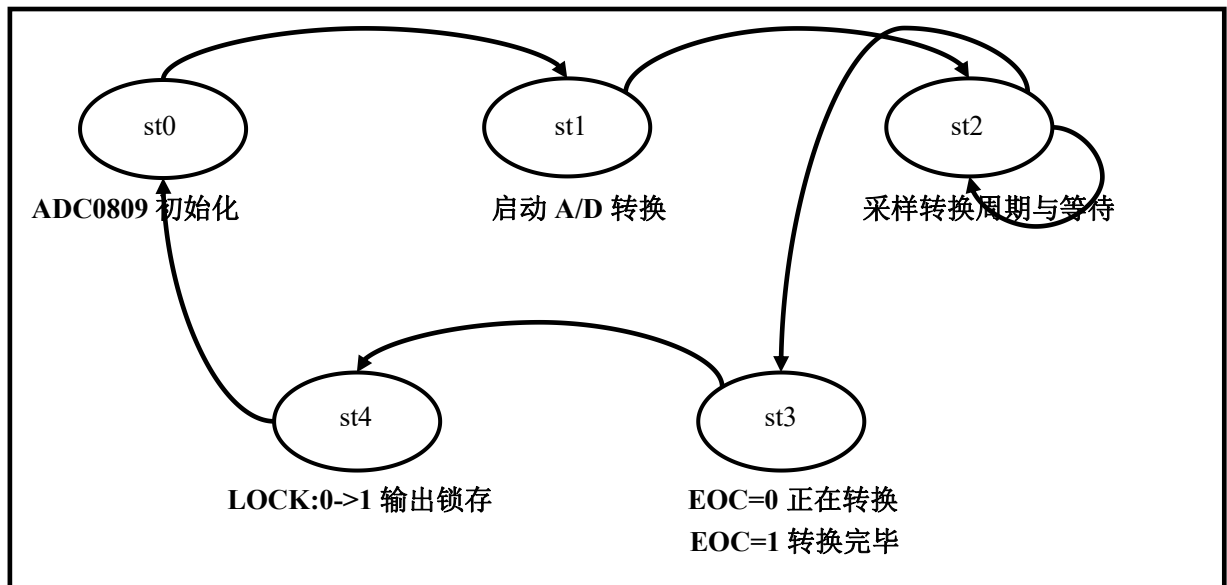 st0
st1
st2
ADC0809 初始化
启动 A/D 转换
采样转换周期与等待
st4
st3
LOCK:0->1 输出锁存
EOC=0 正在转换
EOC=1 转换完毕